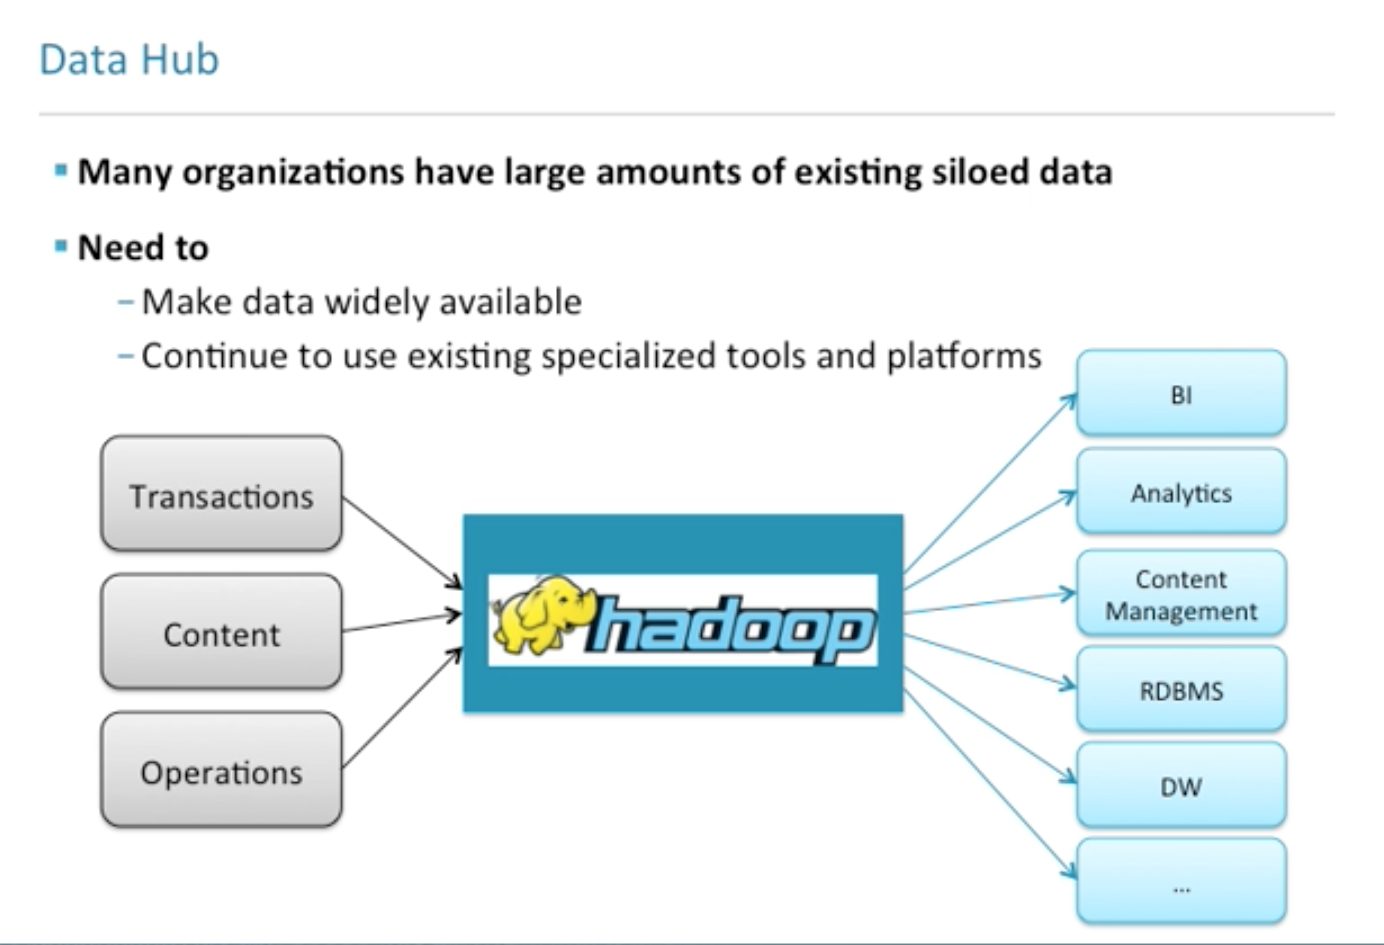 Data Hub
Many organizations have large amounts of existing siloed data
Need to
– Make data widely available
– Continue to use existing specialized tools and platforms
Transactions
Content
Operations
hadoop
BI
Analytics
Content
Management
RDBMS
DW
...